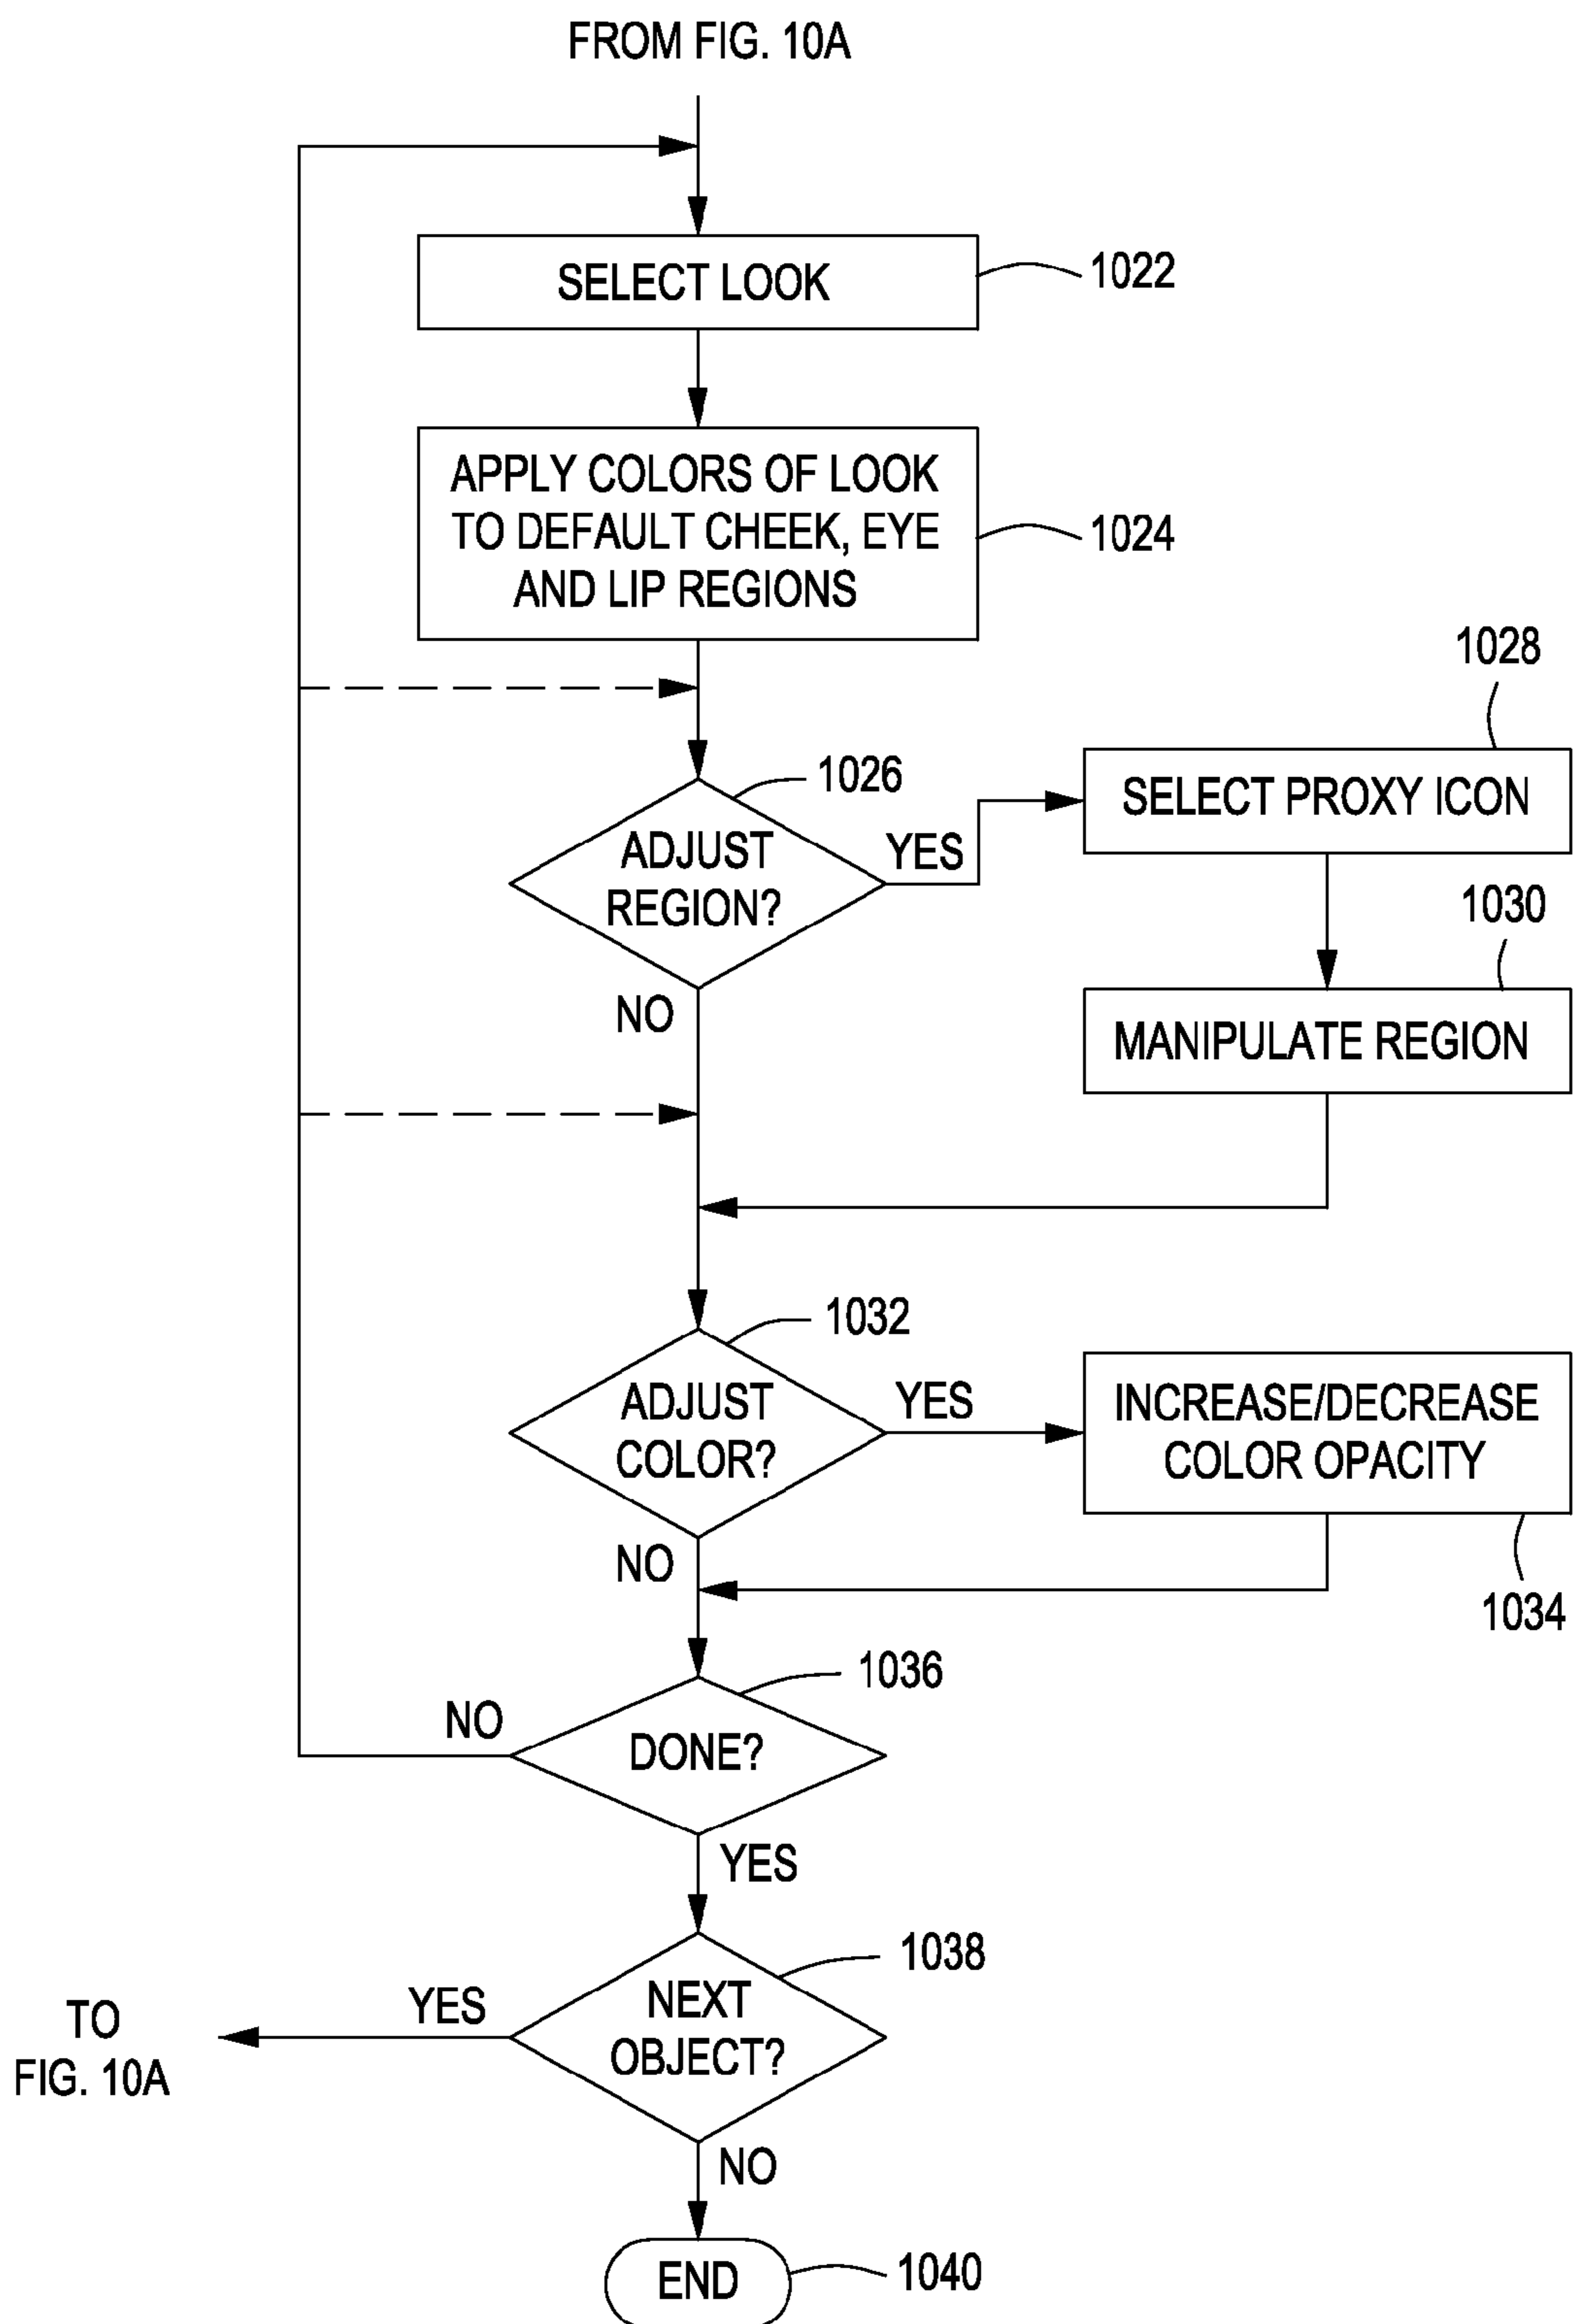 FROM FIG. 10A
SELECT LOOK
1022
APPLY COLORS OF LOOK
TO DEFAULT CHEEK, EYE
AND LIP REGIONS
1024
1026
ADJUST
REGION?
YES
NO
1028
SELECT PROXY ICON
1030
MANIPULATE REGION
1032
ADJUST
COLOR?
YES
NO
INCREASE/DECREASE
COLOR OPACITY
1034
1036
DONE?
NO
YES
1038
NEXT
OBJECT?
YES
TO
FIG. 10A
NO
END
1040